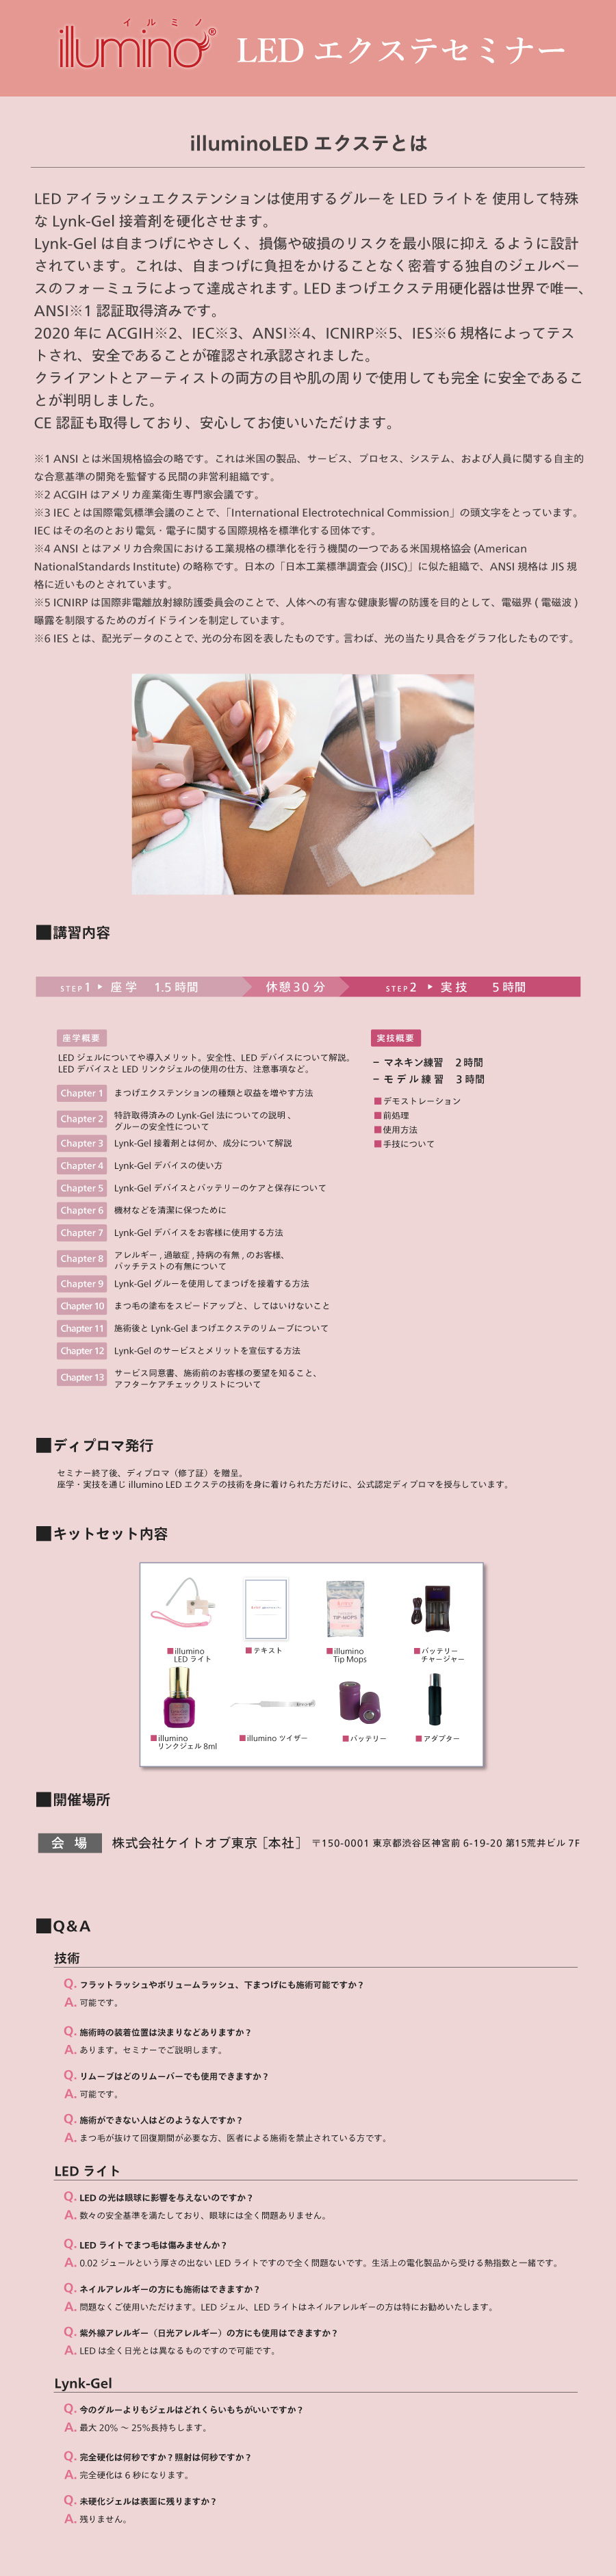 イルミノ
illumino® LED エクステセミナー
illuminoLED エクステとは
LED アイラッシュエクステンションは使用するグルーを LED ライトを 使用して特殊
な Lynk-Gel 接着剤を硬化させます。
Lynk-Gel は自まつげにやさしく、損傷や破損のリスクを最小限に抑え るように設計
されています。これは、自まつげに負担をかけることなく密着する独自のジェルベー
スのフォーミュラによって達成されます。LED まつげエクステ用硬化器は世界で唯一、
ANSI※1 認証取得済みです。
2020 年に ACGIH※2、IEC※3、ANSI※4、ICNIRP※5、IES※6 規格によってテス
トされ、安全であることが確認され承認されました。
クライアントとアーティストの両方の目や肌の周りで使用しても完全 に安全であるこ
とが判明しました。
CE 認証も取得しており、安心してお使いいただけます。
※1 ANSI とは米国規格協会の略です。これは米国の製品、サービス、プロセス、システム、および人員に関する自主的
な合意基準の開発を監督する民間の非営利組織です。
※2 ACGIH はアメリカ産業衛生専門家会議です。
※3 IEC とは国際電気標準会議のことで、「International Electrotechnical Commission」の頭文字をとっています。
IEC はその名のとおり電気・電子に関する国際規格を標準化する団体です。
※4 ANSI とはアメリカ合衆国における工業規格の標準化を行う機関の一つである米国規格協会 (American
NationalStandards Institute) の略称です。日本の「日本工業標準調査会 (JISC)」に似た組織で、ANSI 規格は JIS 規
格に近いものとされています。
※5 ICNIRP は国際非電離放射線防護委員会のことで、人体への有害な健康影響の防護を目的として、電磁界 ( 電磁波 )
曝露を制限するためのガイドラインを制定しています。
※6 IES とは、配光データのことで、光の分布図を表したものです。言わば、光の当たり具合をグラフ化したものです。
■講習内容
STEP1 ▶ 座学 1.5 時間 休憩30 分 STEP2 ▶ 実技 5 時間
座学概要
LED ジェルについてや導入メリット。安全性、LED デバイスについて解説。
LED デバイスと LED リンクジェルの使用の仕方、注意事項など。
Chapter 1 まつげエクステンションの種類と収益を増やす方法
Chapter 2 特許取得済みの Lynk-Gel 法についての説明 、
グルーの安全性について
Chapter 3 Lynk-Gel 接着剤とは何か、成分について解説
Chapter 4 Lynk-Gel デバイスの使い方
Chapter 5 Lynk-Gel デバイスとバッテリーのケアと保存について
Chapter 6 機材などを清潔に保つために
Chapter 7 Lynk-Gel デバイスをお客様に使用する方法
Chapter 8 アレルギー , 過敏症 , 持病の有無 , のお客様、
パッチテストの有無について
Chapter 9 Lynk-Gel グルーを使用してまつげを接着する方法
Chapter 10 まつ毛の塗布をスピードアップと、してはいけないこと
Chapter 11 施術後と Lynk-Gel まつげエクステのリムーブについて
Chapter 12 Lynk-Gel のサービスとメリットを宣伝する方法
Chapter 13 サービス同意書、施術前のお客様の要望を知ること、
アフターケアチェックリストについて
実技概要
− マネキン練習 2 時間
− モデル練習 3 時間
■デモストレーション
■前処理
■使用方法
■手技について
■ディプロマ発行
セミナー終了後、ディプロマ（修了証）を贈呈。
座学・実技を通じ illumino LED エクステの技術を身に着けられた方だけに、公式認定ディプロマを授与しています。
■キットセット内容
TIP-MOPS
■illumino
LED ライト
■テキスト
■illumino
Tip Mops
■バッテリー
チャージャー
■illumino
リンクジェル 8ml
■illumino ツイザー
■バッテリー
■アダプター
■開催場所
会 場 株式会社ケイトオブ東京［本社］ 〒150-0001 東京都渋谷区神宮前 6-19-20 第15荒井ビル 7F
■Q&A
技術
Q. フラットラッシュやボリュームラッシュ、下まつげにも施術可能ですか？
A. 可能です。
Q. 施術時の装着位置は決まりなどありますか？
A. あります。セミナーでご説明します。
Q. リムーブはどのリムーバーでも使用できますか？
A. 可能です。
Q. 施術ができない人はどのような人ですか？
A. まつ毛が抜けて回復期間が必要な方、医者による施術を禁止されている方です。
LED ライト
Q. LED の光は眼球に影響を与えないのですか？
A. 数々の安全基準を満たしており、眼球には全く問題ありません。
Q. LED ライトでまつ毛は傷みませんか？
A. 0.02 ジュールという厚さの出ない LED ライトですので全く問題ないです。生活上の電化製品から受ける熱指数と一緒です。
Q. ネイルアレルギーの方にも施術はできますか？
A. 問題なくご使用いただけます。LED ジェル、LED ライトはネイルアレルギーの方は特にお勧めいたします。
Q. 紫外線アレルギー（日光アレルギー）の方にも使用はできますか？
A. LED は全く日光とは異なるものですので可能です。
Lynk-Gel
Q. 今のグルーよりもジェルはどれくらいもちがいいですか？
A. 最大 20% 〜 25%長持ちします。
Q. 完全硬化は何秒ですか？照射は何秒ですか？
A. 完全硬化は 6 秒になります。
Q. 未硬化ジェルは表面に残りますか？
A. 残りません。